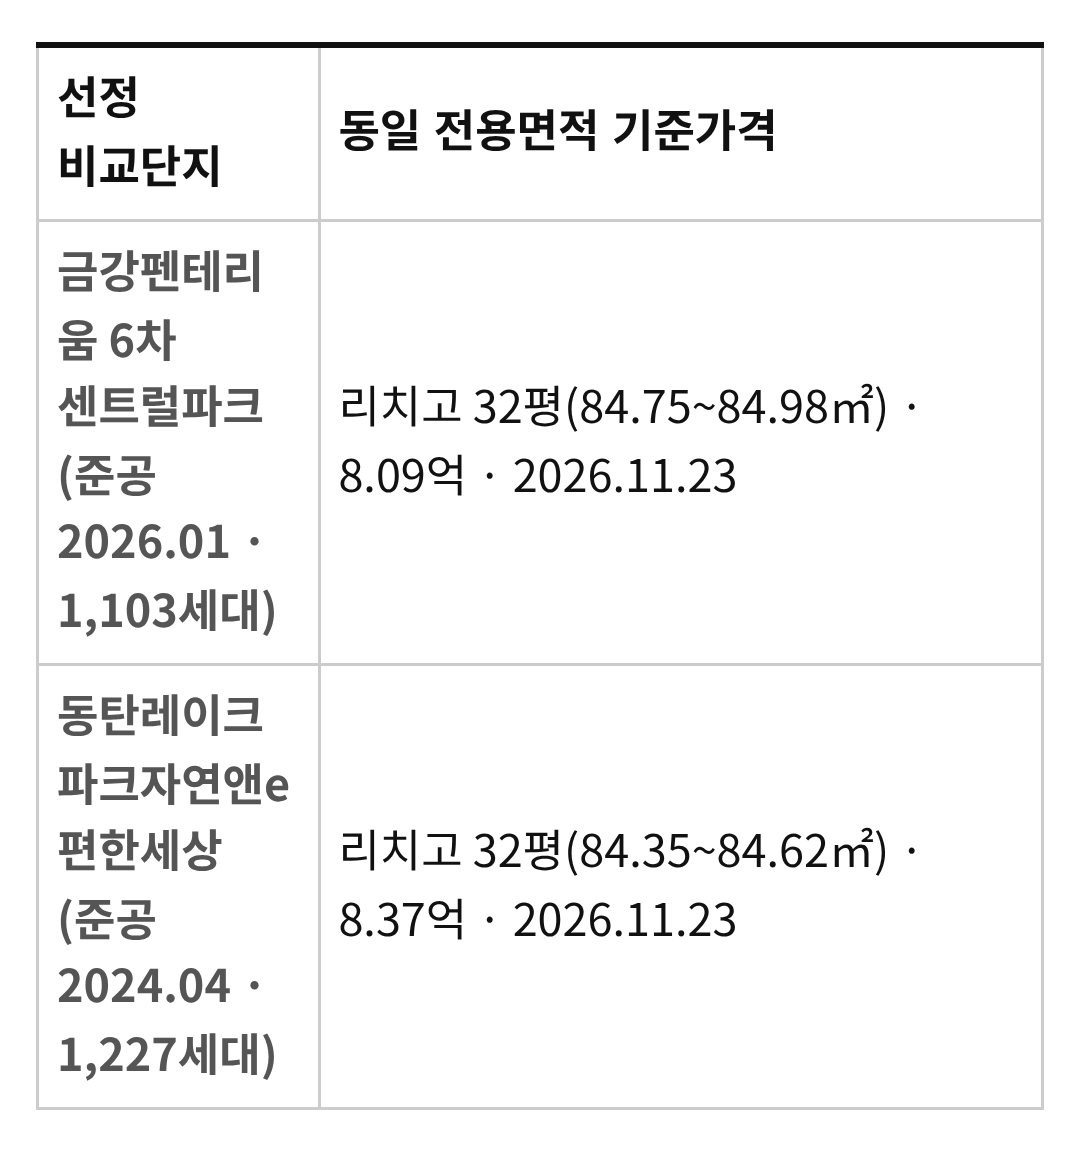 선정
비교단지
동일 전용면적 기준가격
금강펜테리
움 6차
센트럴파크
(준공
2026.01 ·
1,103세대)
리치고 32평(84.75~84.98㎡) ·
8.09억 · 2026.11.23
동탄레이크
파크자연앤e
편한세상
(준공
2024.04 ·
1,227세대)
리치고 32평(84.35~84.62㎡) ·
8.37억 · 2026.11.23